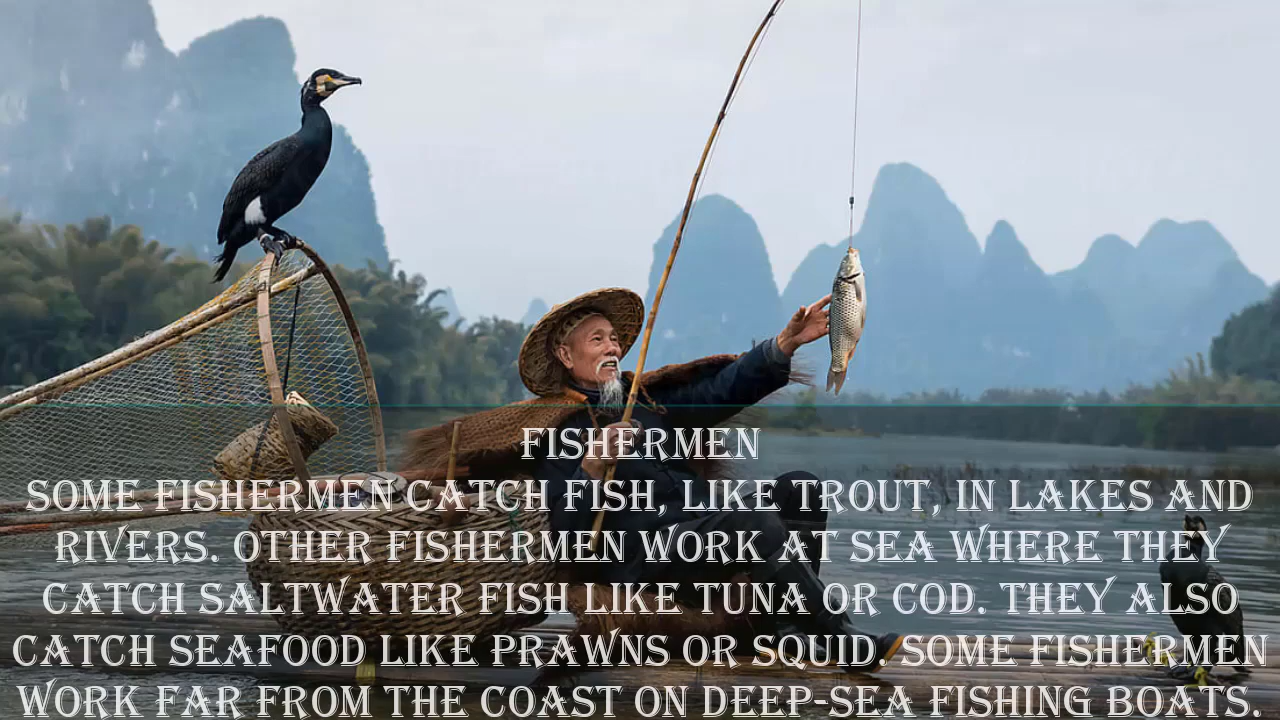 FISHERMEN
SOME FISHERMEN CATCH FISH, LIKE TROUT, IN LAKES AND
RIVERS. OTHER FISHERMEN WORK AT SEA WHERE THEY
CATCH SALTWATER FISH LIKE TUNA OR COD. THEY ALSO
CATCH SEAFOOD LIKE PRAWNS OR SQUID. SOME FISHERMEN
WORK FAR FROM THE COAST ON DEEP-SEA FISHING BOATS.